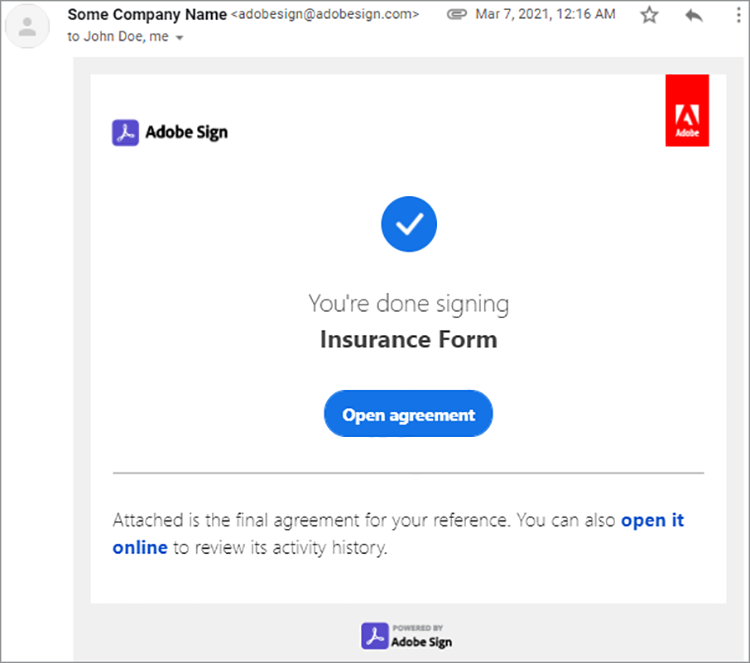 Some Company Name <adobesign@adobesign.com> Mar 7, 2021, 12:16 AM
to John Doe, me
Adobe Sign
Adobe
You're done signing
Insurance Form
Open agreement
Attached is the final agreement for your reference. You can also open it
online to review its activity history.
POWERED BY
Adobe Sign